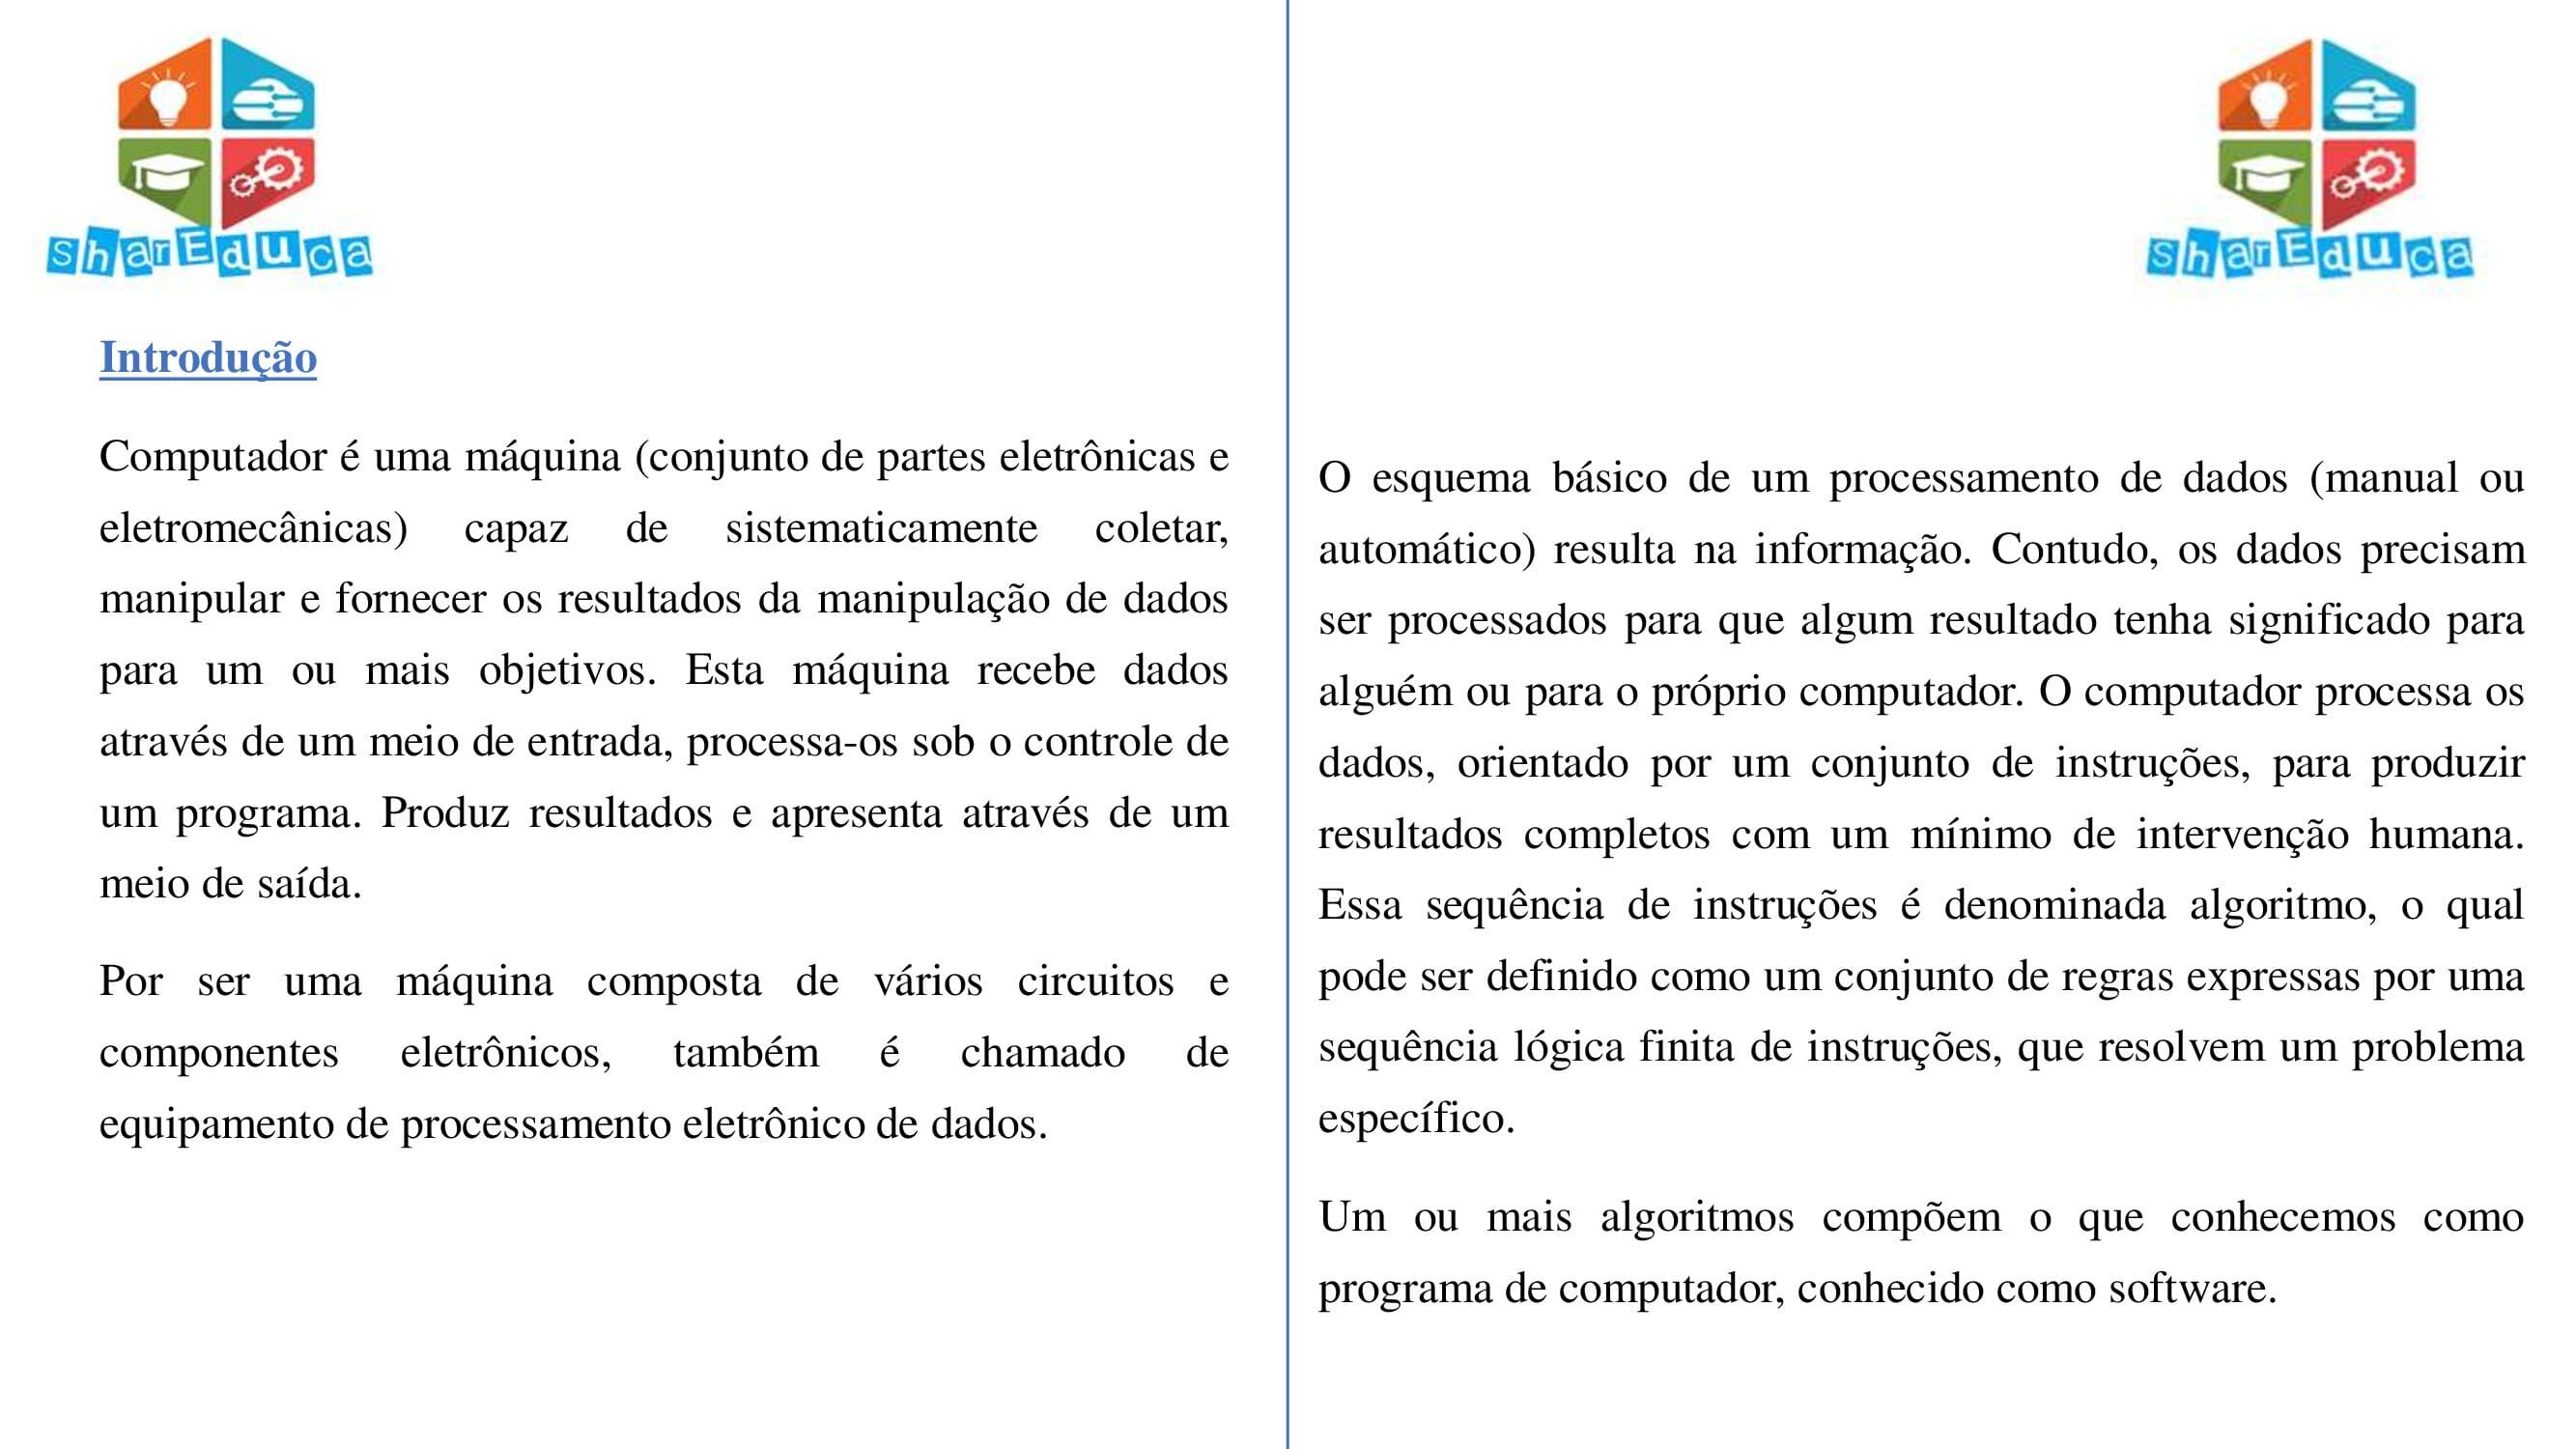 sharEduca
Introdução
Computador é uma máquina (conjunto de partes eletrônicas e
eletromecânicas) capaz de sistematicamente coletar,
manipular e fornecer os resultados da manipulação de dados
para um ou mais objetivos. Esta máquina recebe dados
através de um meio de entrada, processa-os sob o controle de
um programa. Produz resultados e apresenta através de um
meio de saída.
Por ser uma máquina composta de vários circuitos e
componentes eletrônicos, também é chamado de
equipamento de processamento eletrônico de dados.
sharEduca
O esquema básico de um processamento de dados (manual ou
automático) resulta na informação. Contudo, os dados precisam
ser processados para que algum resultado tenha significado para
alguém ou para o próprio computador. O computador processa os
dados, orientado por um conjunto de instruções, para produzir
resultados completos com um mínimo de intervenção humana.
Essa sequência de instruções é denominada algoritmo, o qual
pode ser definido como um conjunto de regras expressas por uma
sequência lógica finita de instruções, que resolvem um problema
específico.
Um ou mais algoritmos compõem o que conhecemos como
programa de computador, conhecido como software.